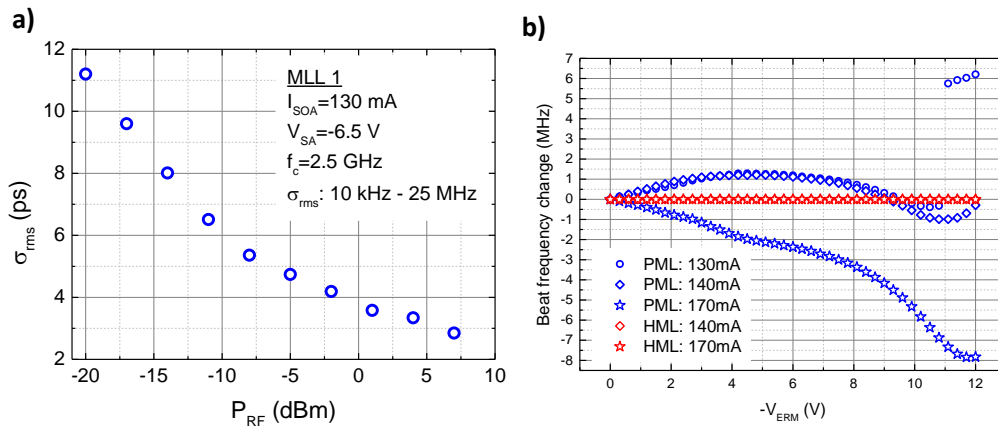 a)
12
10
8
6
4
2
σrms (ps)
-20 -15 -10 -5 0 5 10
PRF (dBm)
MLL 1
ISOA=130 mA
VSA=-6.5 V
fc=2.5 GHz
σrms: 10 kHz - 25 MHz
b)
7
6
5
4
3
2
1
0
-1
-2
-3
-4
-5
-6
-7
-8
Beat frequency change (MHz)
0 2 4 6 8 10 12
-VERM (V)
PML: 130mA
PML: 140mA
PML: 170mA
HML: 140mA
HML: 170mA